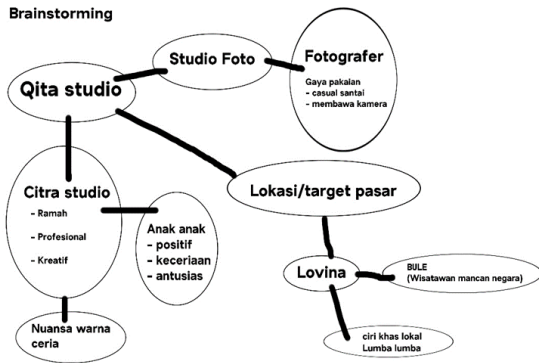 Brainstorming
Qita studio
Studio Foto
Fotografer
Gaya pakaian
- casual santai
- membawa kamera
Citra studio
- Ramah
- Profesional
- Kreatif
Anak anak
- positif
- keceriaan
- antusias
Nuansa warna
ceria
Lokasi/target pasar
Lovina
BULE
(Wisatawan mancan negara)
ciri khas lokal
Lumba lumba